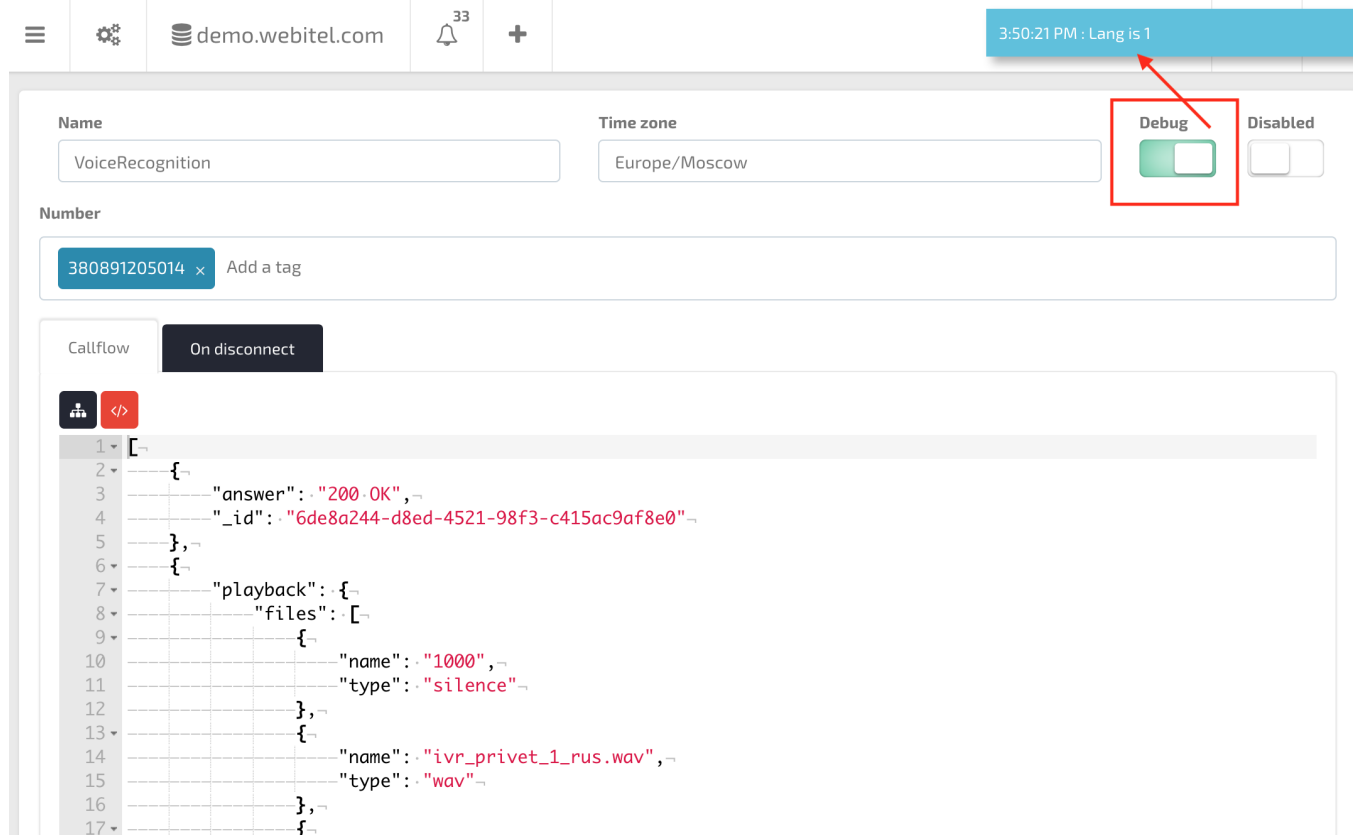 33
demo.webitel.com
3:50:21 PM : Lang is 1
Name
Time zone
Debug
Disabled
VoiceRecognition
Europe/Moscow
Number
380891205014 ×
Add a tag
Callflow
On disconnect
</>
1 [
2 {
3 "answer": "200 OK",
4 "_id": "6de8a244-d8ed-4521-98f3-c415ac9af8e0"
5 },
6 {
7 "playback": {
8 "files": [
9 {
10 "name": "1000",
11 "type": "silence"
12 },
13 {
14 "name": "ivr_privet_1_rus.wav",
15 "type": "wav"
16 },
17 {